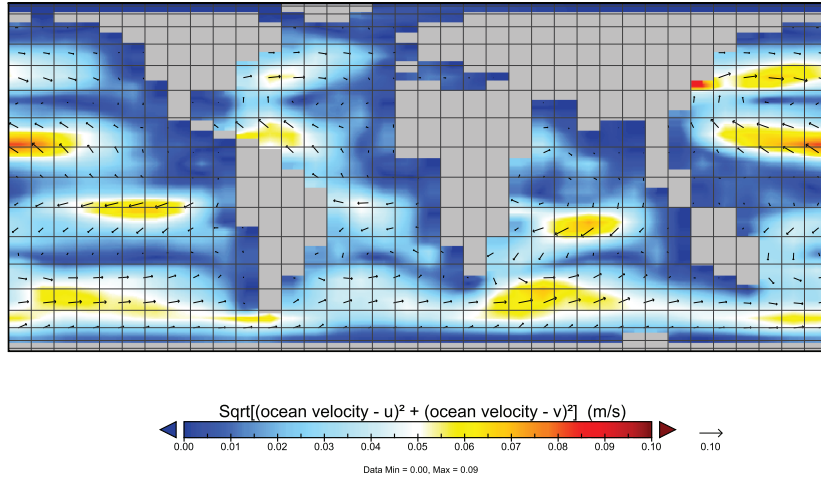 Sqrt[(ocean velocity - u)² + (ocean velocity - v)²]  (m/s)
0.00 0.01 0.02 0.03 0.04 0.05 0.06 0.07 0.08 0.09 0.10 0.10
Data Min = 0.00, Max = 0.09